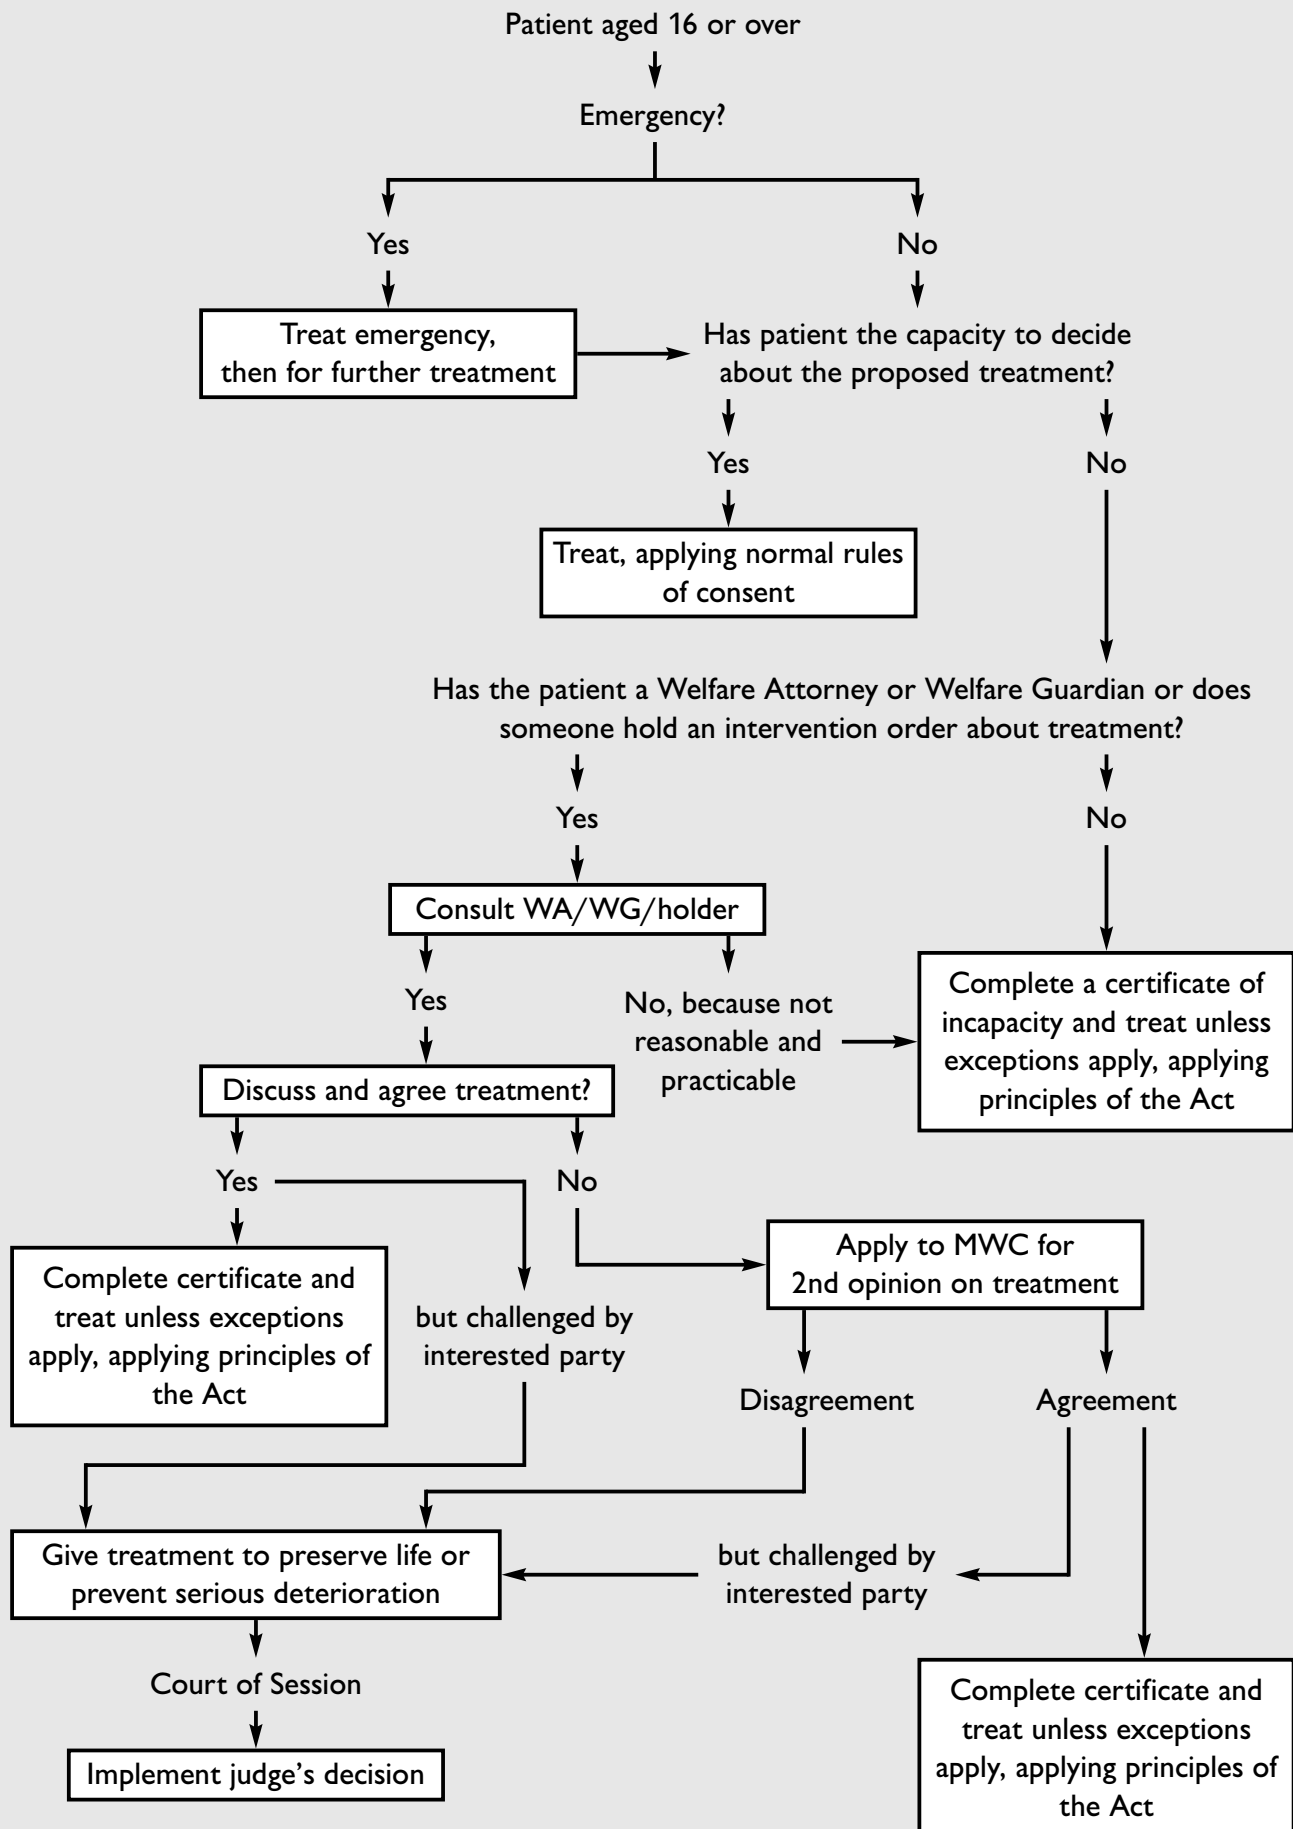 Patient aged 16 or over
Emergency?
Yes
No
Treat emergency,
then for further treatment
Has patient the capacity to decide
about the proposed treatment?
Yes
No
Treat, applying normal rules
of consent
Has the patient a Welfare Attorney or Welfare Guardian or does
someone hold an intervention order about treatment?
Yes
No
Consult WA/WG/holder
Yes
No, because not
reasonable and
practicable
Complete a certificate of
incapacity and treat unless
exceptions apply, applying
principles of the Act
Discuss and agree treatment?
Yes
No
Complete certificate and
treat unless exceptions
apply, applying principles of
the Act
but challenged by
interested party
Apply to MWC for
2nd opinion on treatment
Disagreement
Agreement
Give treatment to preserve life or
prevent serious deterioration
but challenged by
interested party
Court of Session
Implement judge’s decision
Complete certificate and
treat unless exceptions
apply, applying principles of
the Act